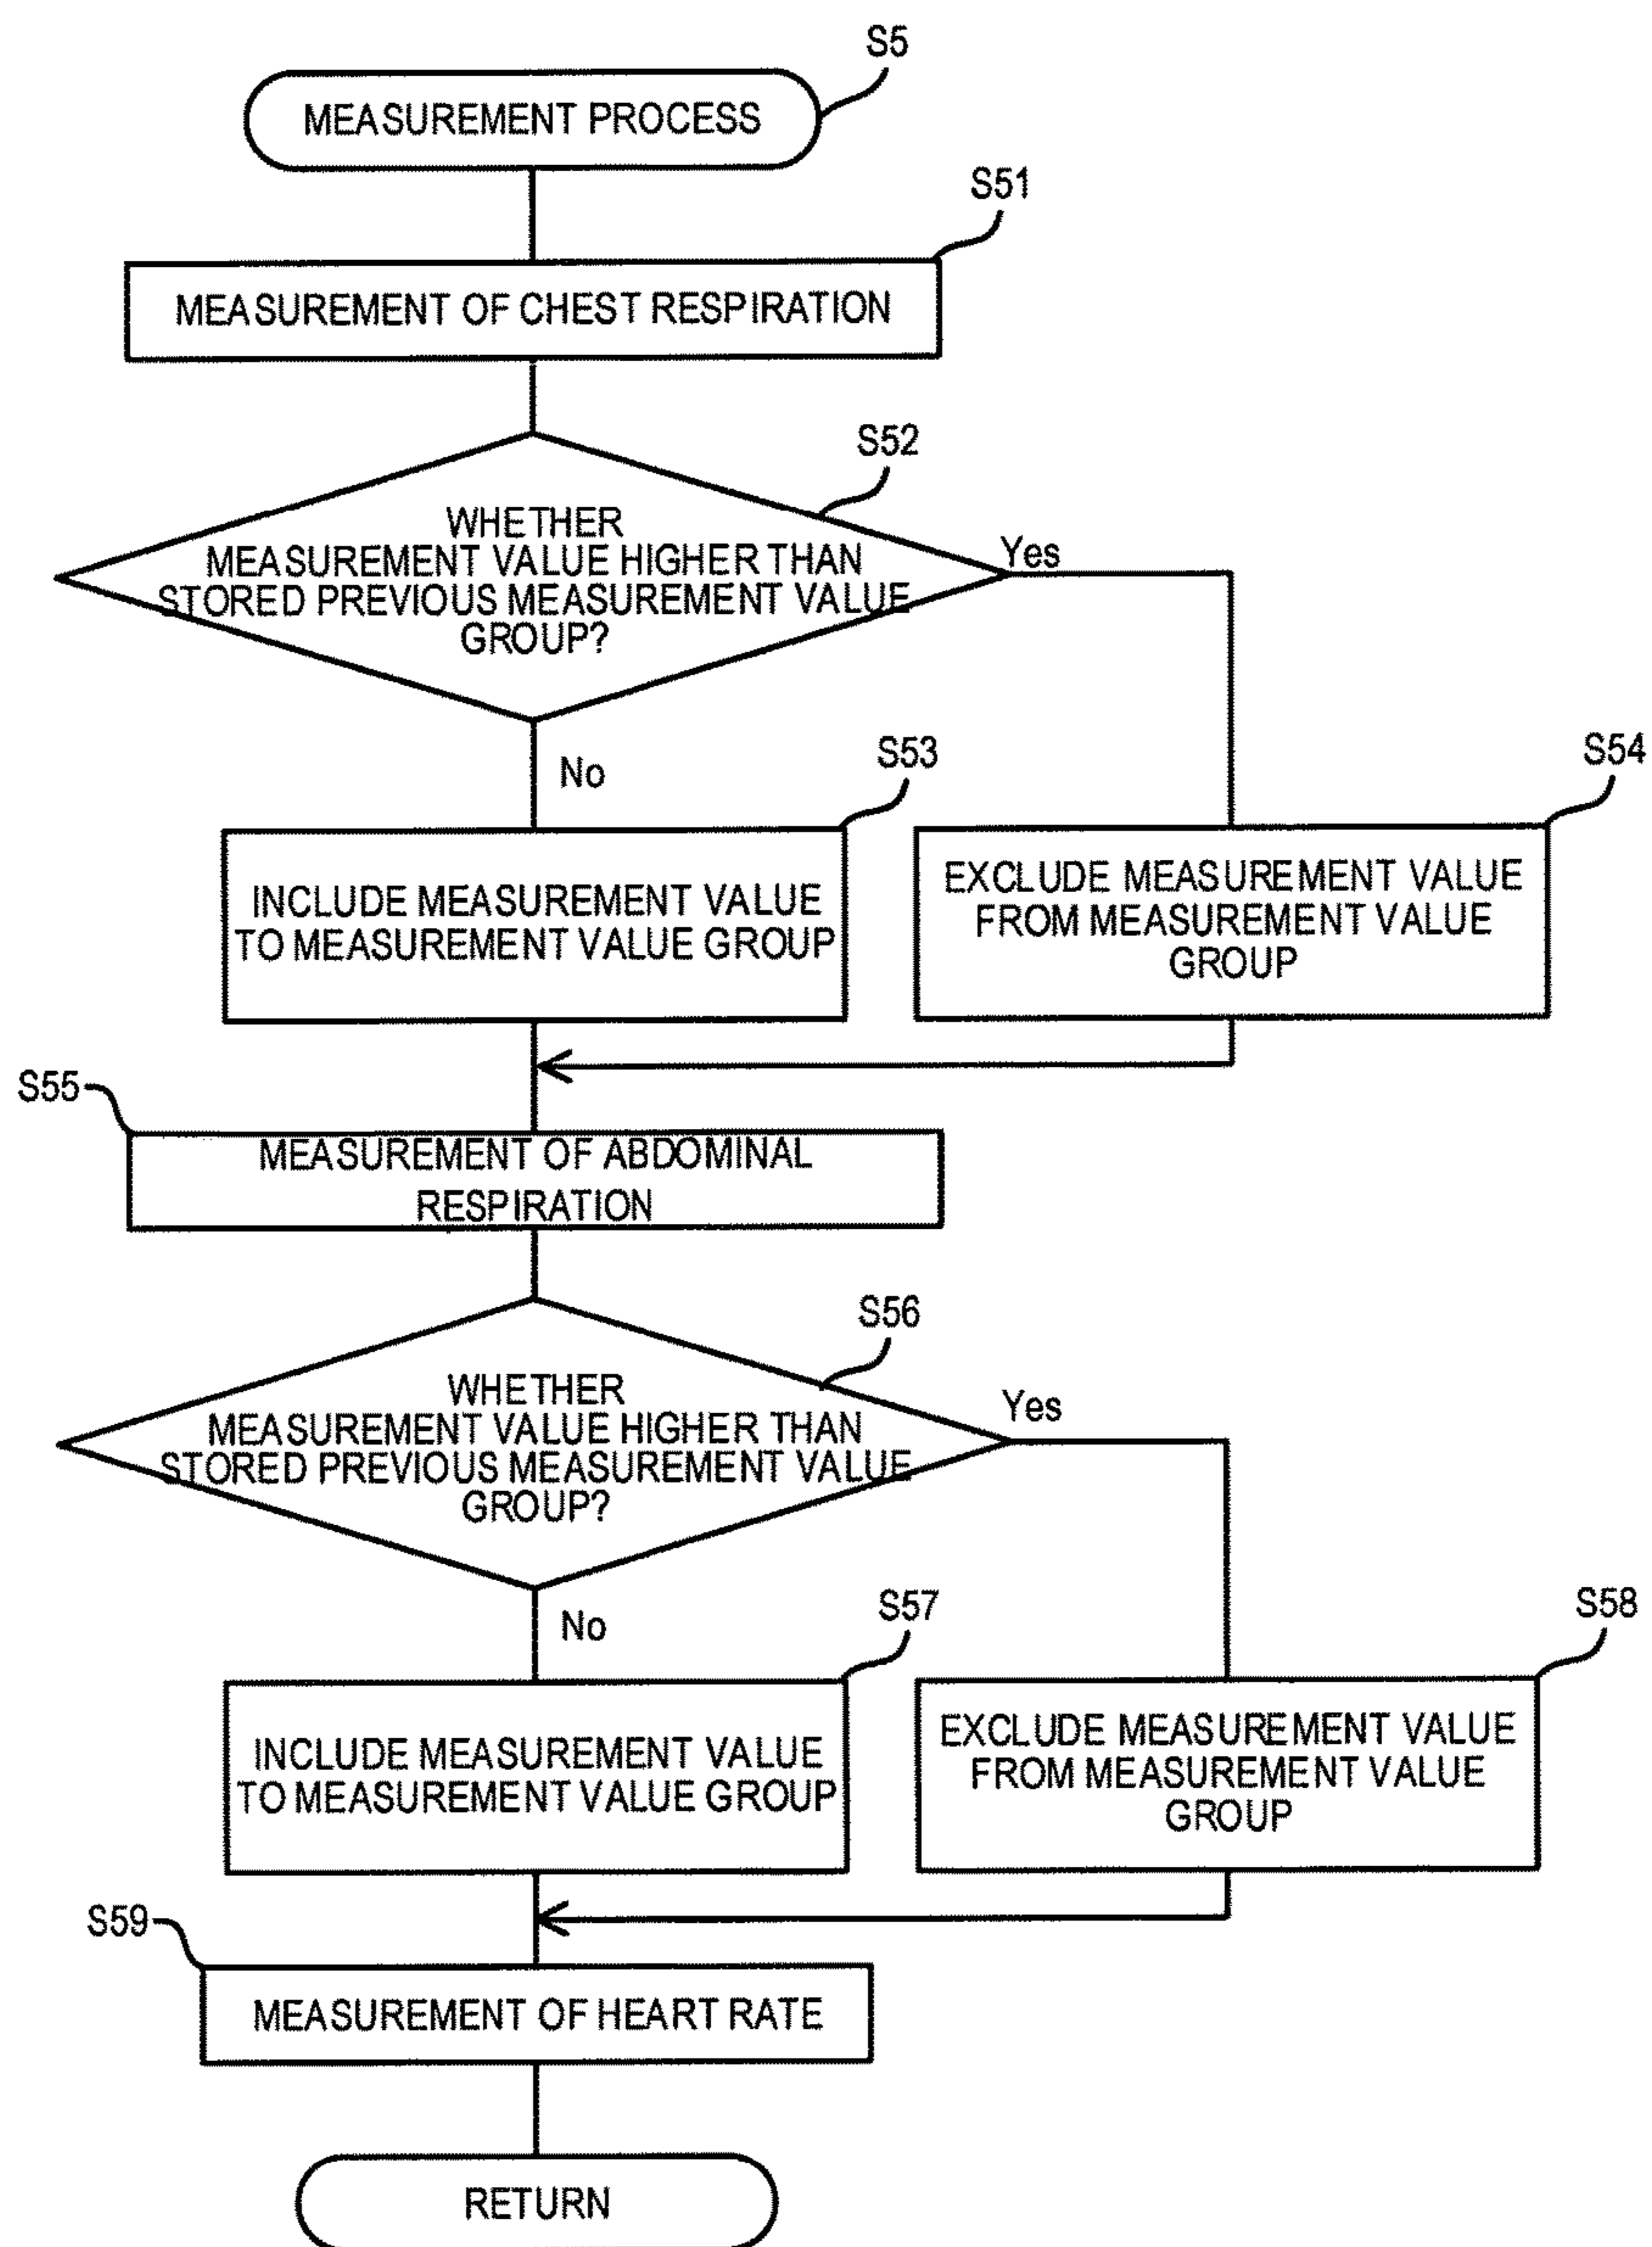 S5
MEASUREMENT PROCESS
S51
MEASUREMENT OF CHEST RESPIRATION
S52
WHETHER
MEASUREMENT VALUE HIGHER THAN
STORED PREVIOUS MEASUREMENT VALUE
GROUP?
Yes
No
S53
INCLUDE MEASUREMENT VALUE
TO MEASUREMENT VALUE GROUP
S54
EXCLUDE MEASUREMENT VALUE
FROM MEASUREMENT VALUE
GROUP
S55
MEASUREMENT OF ABDOMINAL
RESPIRATION
S56
WHETHER
MEASUREMENT VALUE HIGHER THAN
STORED PREVIOUS MEASUREMENT VALUE
GROUP?
Yes
No
S57
INCLUDE MEASUREMENT VALUE
TO MEASUREMENT VALUE GROUP
S58
EXCLUDE MEASUREMENT VALUE
FROM MEASUREMENT VALUE
GROUP
S59
MEASUREMENT OF HEART RATE
RETURN